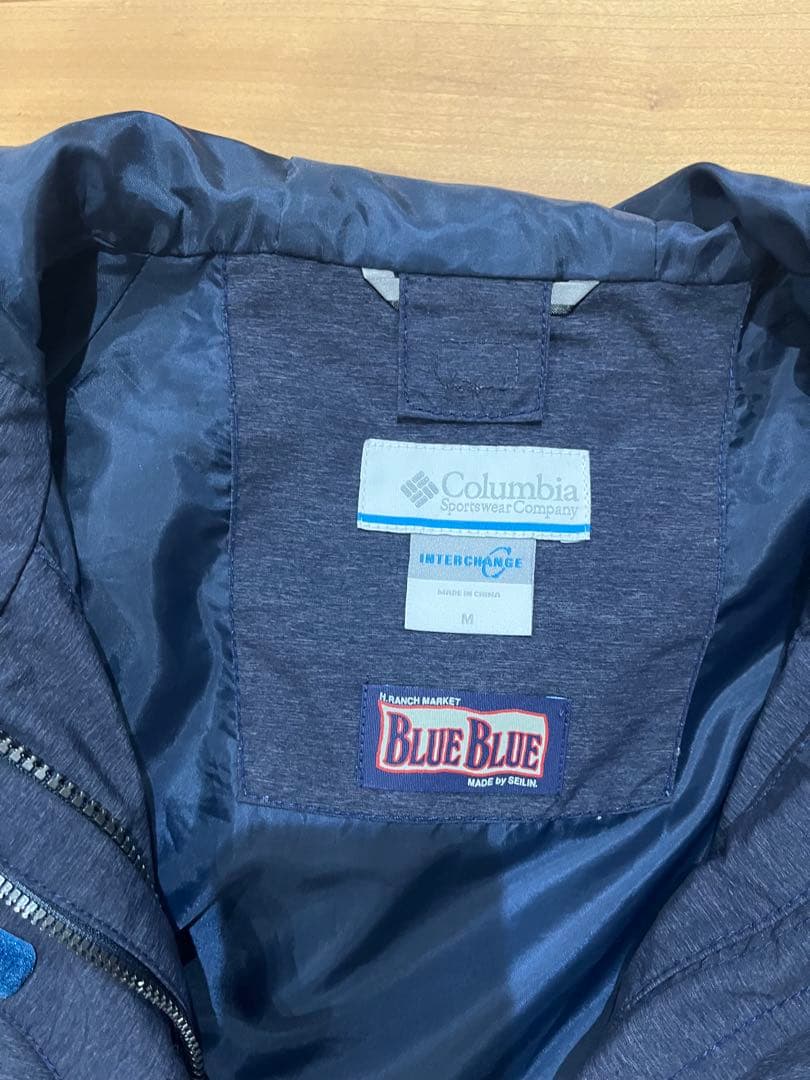 Columbia
Sportswear Company
INTERCHANGE
MADE IN CHINA
M
H.RANCH MARKET
BLUE BLUE
MADE by SEILIN.